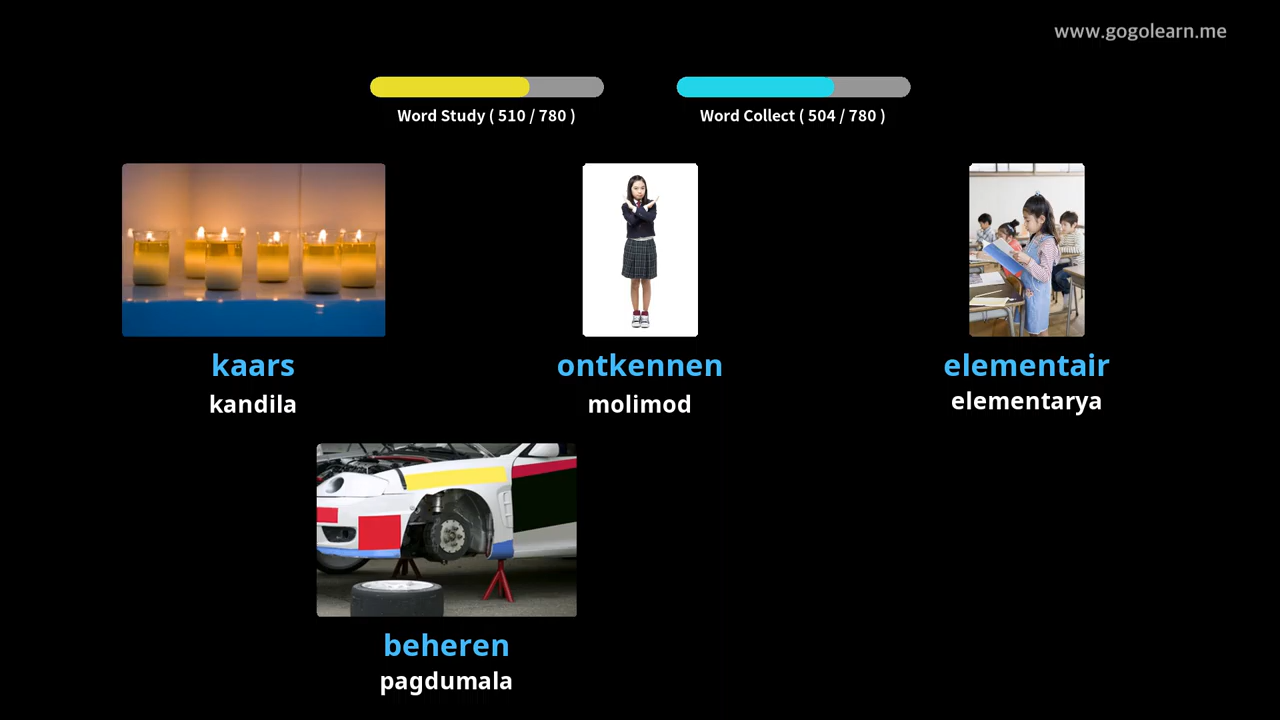 www.gogolearn.me
Word Study ( 510 / 780 )
Word Collect ( 504 / 780 )
kaars
kandila
ontkennen
molimod
elementair
elementarya
beheren
pagdumala